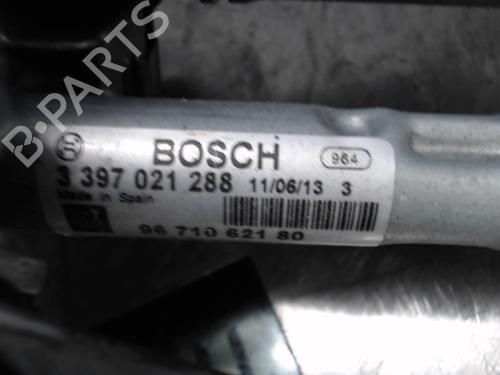 B-PARTS
BOSCH 964
3 397 021 288 11/06/13 3
Made in Spain
96 710 621 80